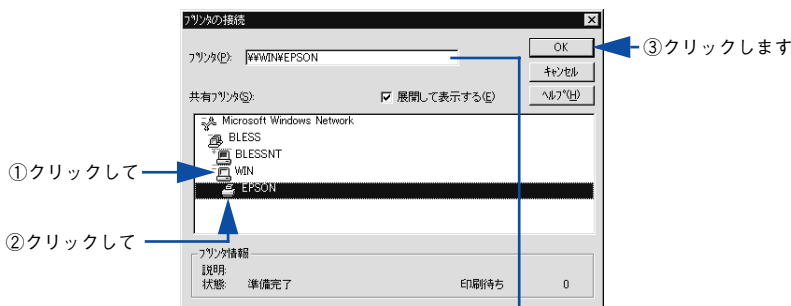 プリンタの接続
プリンタ(P): ¥¥WIN¥EPSON
OK
③クリックします
キャンセル
共有プリンタ(S):
展開して表示する(E)
ヘルプ(H)
Microsoft Windows Network
BLESS
BLESSNT
①クリックして
WIN
EPSON
②クリックして
プリンタ情報
説明:
状態: 準備完了
印刷待ち 0